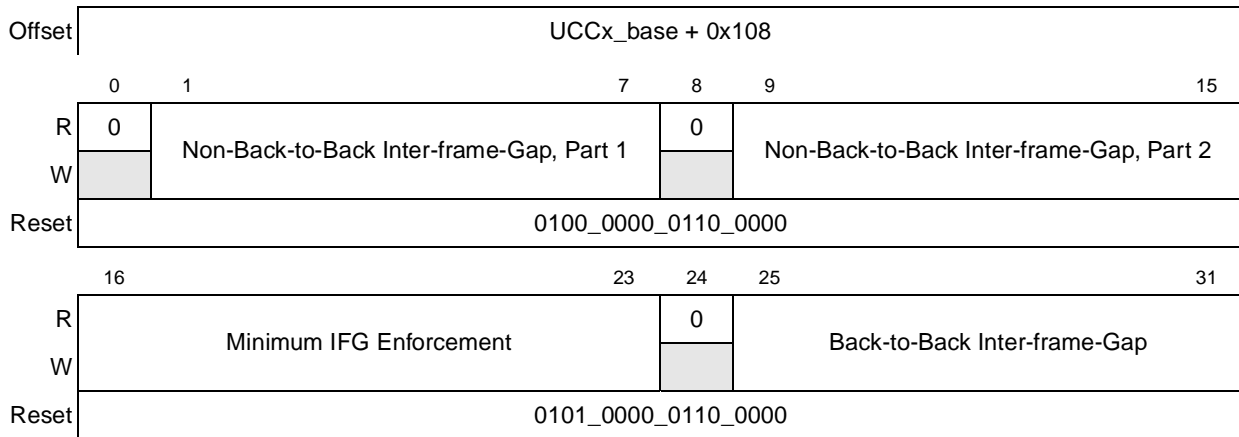 Offset UCCx_base + 0x108
0 1 7 8 9 15
R 0 Non-Back-to-Back Inter-frame-Gap, Part 1 0 Non-Back-to-Back Inter-frame-Gap, Part 2
W
Reset 0100_0000_0110_0000
16 23 24 25 31
R Minimum IFG Enforcement 0 Back-to-Back Inter-frame-Gap
W
Reset 0101_0000_0110_0000